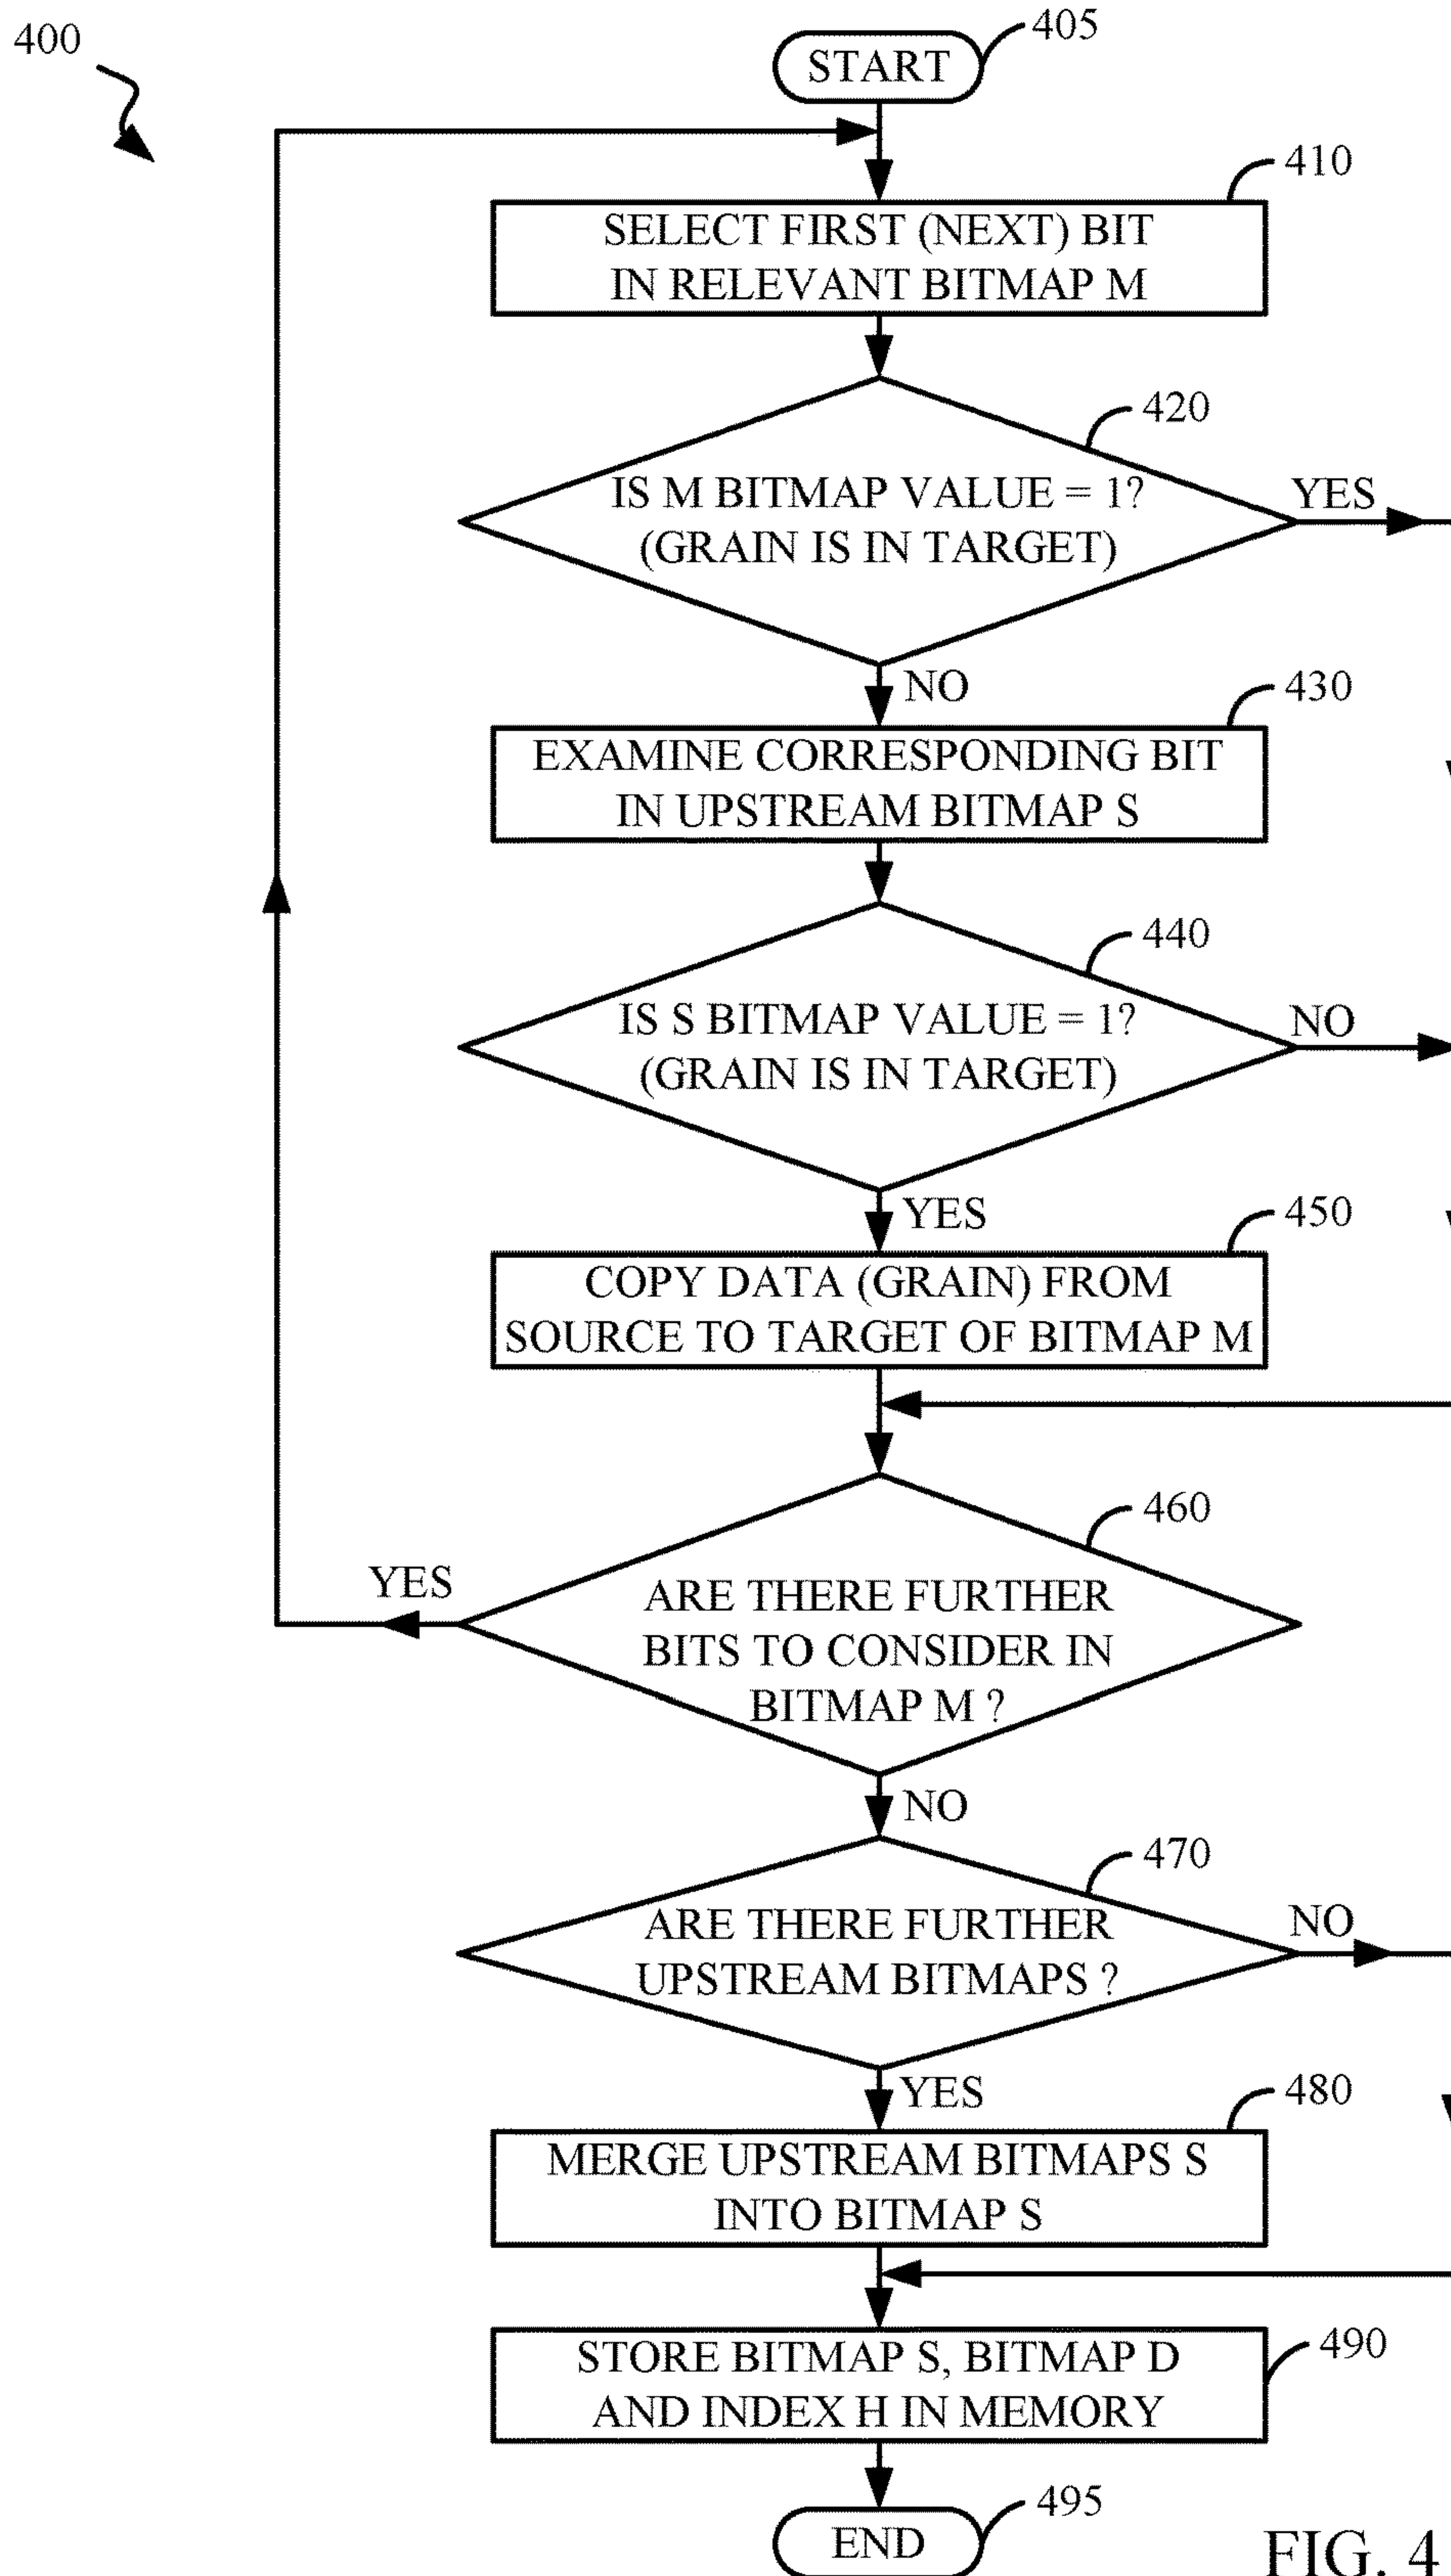 400
START
405
410
SELECT FIRST (NEXT) BIT
IN RELEVANT BITMAP M
420
IS M BITMAP VALUE = 1?
(GRAIN IS IN TARGET)
YES
NO
430
EXAMINE CORRESPONDING BIT
IN UPSTREAM BITMAP S
440
IS S BITMAP VALUE = 1?
(GRAIN IS IN TARGET)
NO
YES
450
COPY DATA (GRAIN) FROM
SOURCE TO TARGET OF BITMAP M
460
YES
ARE THERE FURTHER
BITS TO CONSIDER IN
BITMAP M ?
NO
470
ARE THERE FURTHER
UPSTREAM BITMAPS ?
NO
YES
480
MERGE UPSTREAM BITMAPS S
INTO BITMAP S
490
STORE BITMAP S, BITMAP D
AND INDEX H IN MEMORY
495
END
FIG. 4